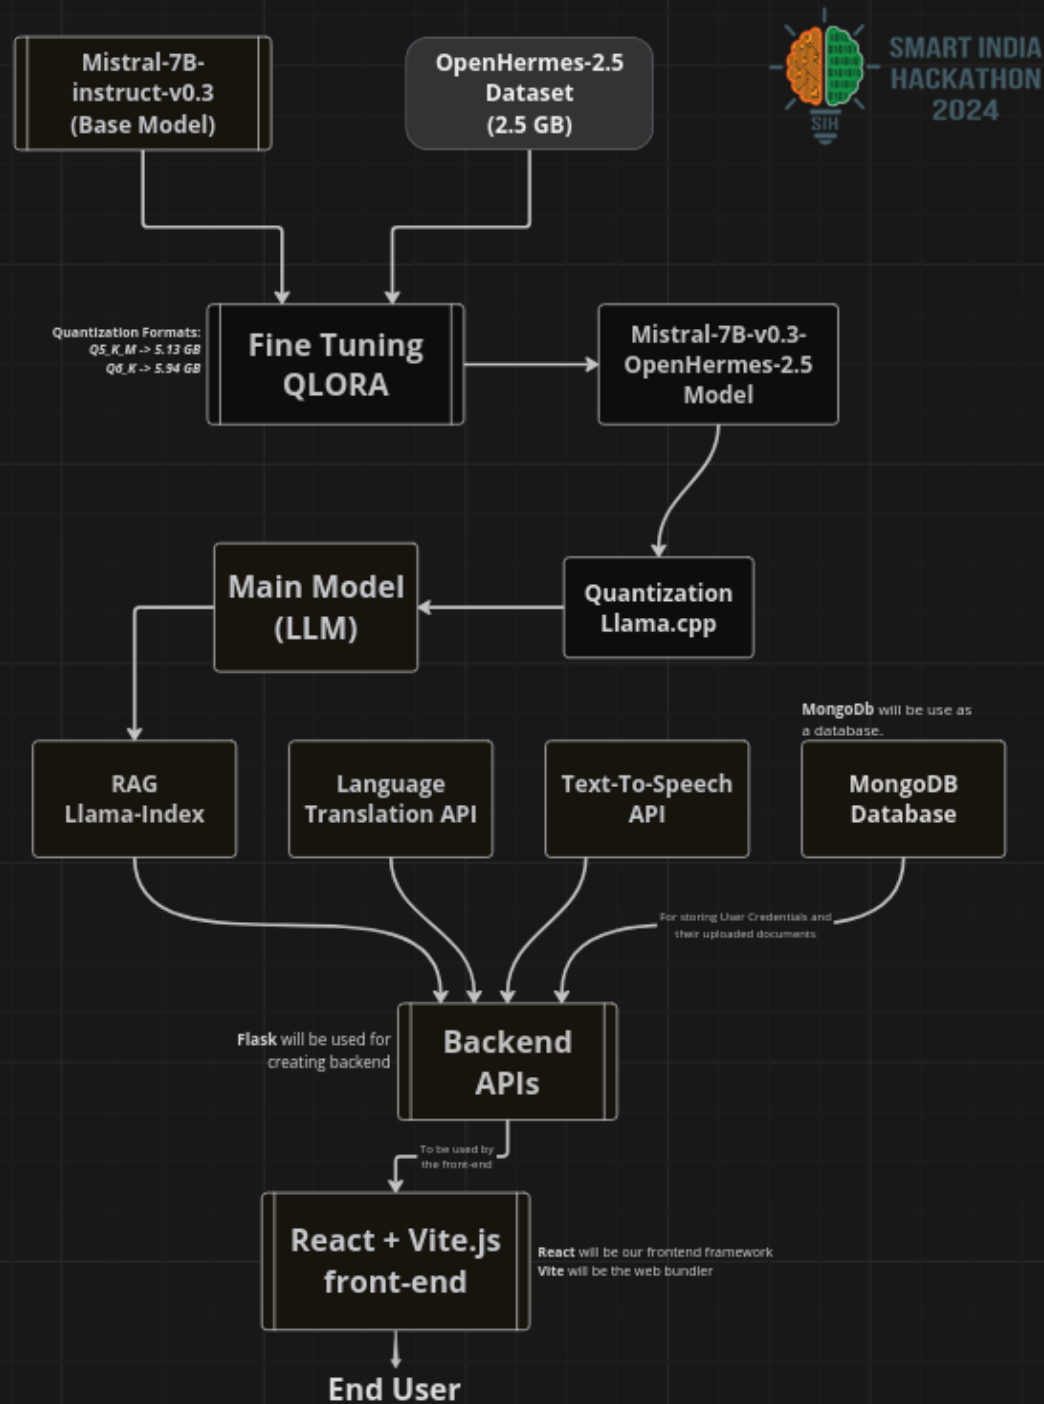 Mistral-7B-
instruct-v0.3
(Base Model)
OpenHermes-2.5
Dataset
(2.5 GB)
SIH
SMART INDIA
HACKATHON
2024
Quantization Formats:
Q5_K_M -> 5.13 GB
Q6_K -> 5.94 GB
Fine Tuning
QLORA
Mistral-7B-v0.3-
OpenHermes-2.5
Model
Main Model
(LLM)
Quantization
Llama.cpp
MongoDb will be use as
a database.
RAG
Llama-Index
Language
Translation API
Text-To-Speech
API
MongoDB
Database
For storing User Credentials and
their uploaded documents
Flask will be used for
creating backend
Backend
APIs
To be used by
the front-end
React + Vite.js
front-end
React will be our frontend framework
Vite will be the web bundler
End User